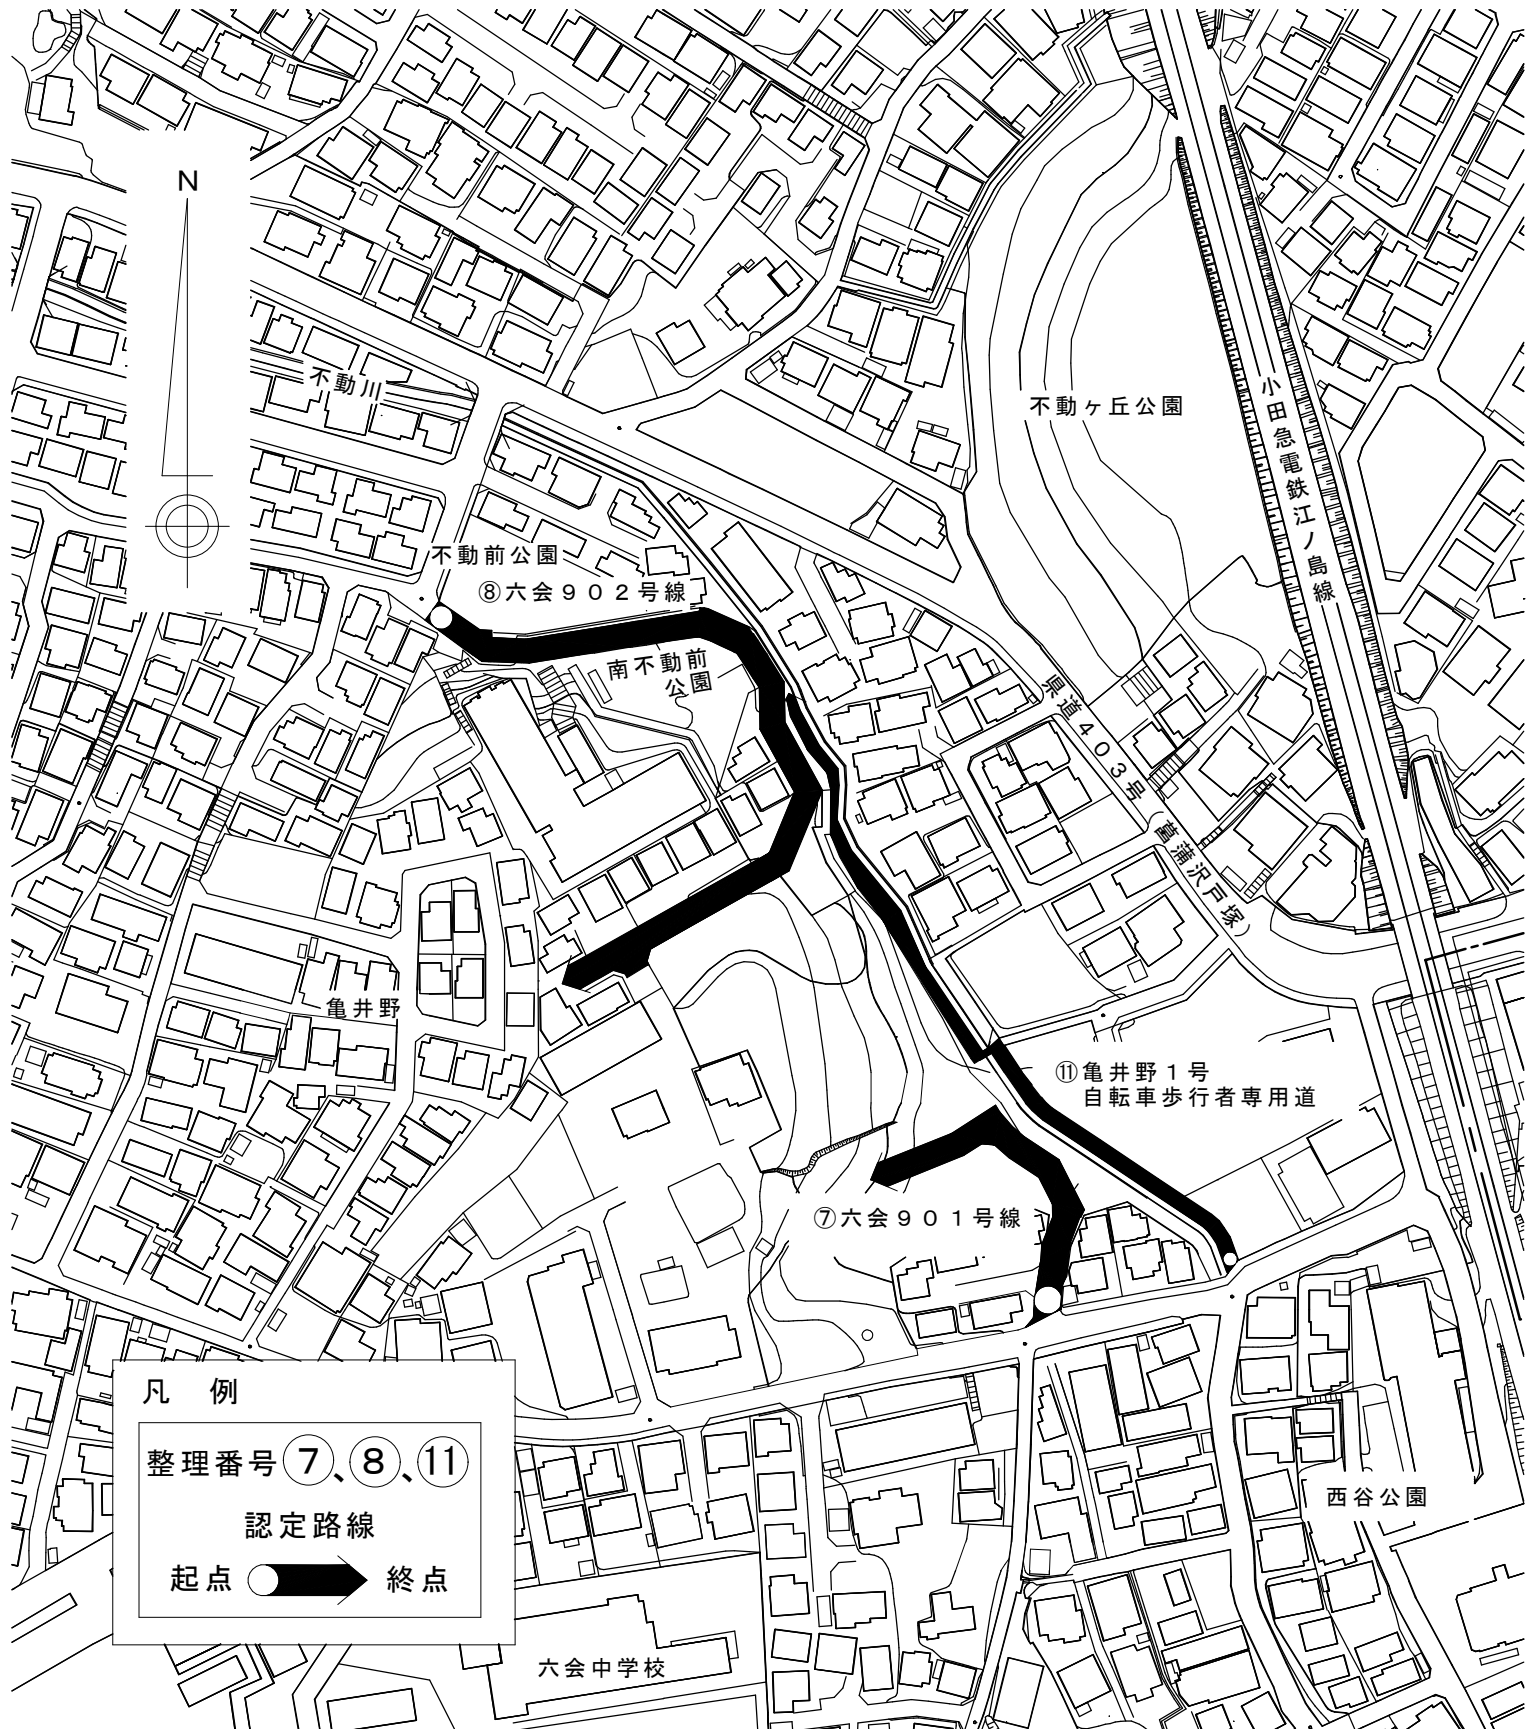 N
不動川
不動ヶ丘公園
小田急電鉄江ノ島線
不動前公園
⑧六会９０２号線
南不動前
公園
県道４０３号（菖蒲沢戸塚）
亀井野
⑪亀井野１号
自転車歩行者専用道
⑦六会９０１号線
凡　例
整理番号⑦、⑧、⑪
認定路線
起点 終点
西谷公園
六会中学校